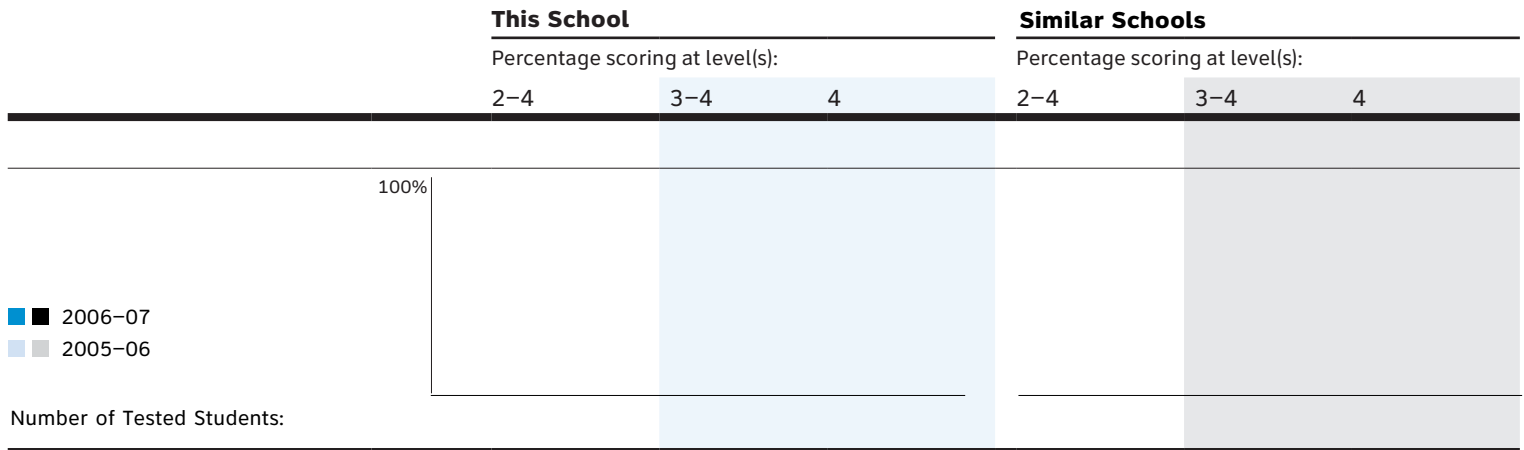 This School Similar Schools
Percentage scoring at level(s): Percentage scoring at level(s):
2–4 3–4 4 2–4 3–4 4
100%
2006–07
2005–06
Number of Tested Students: